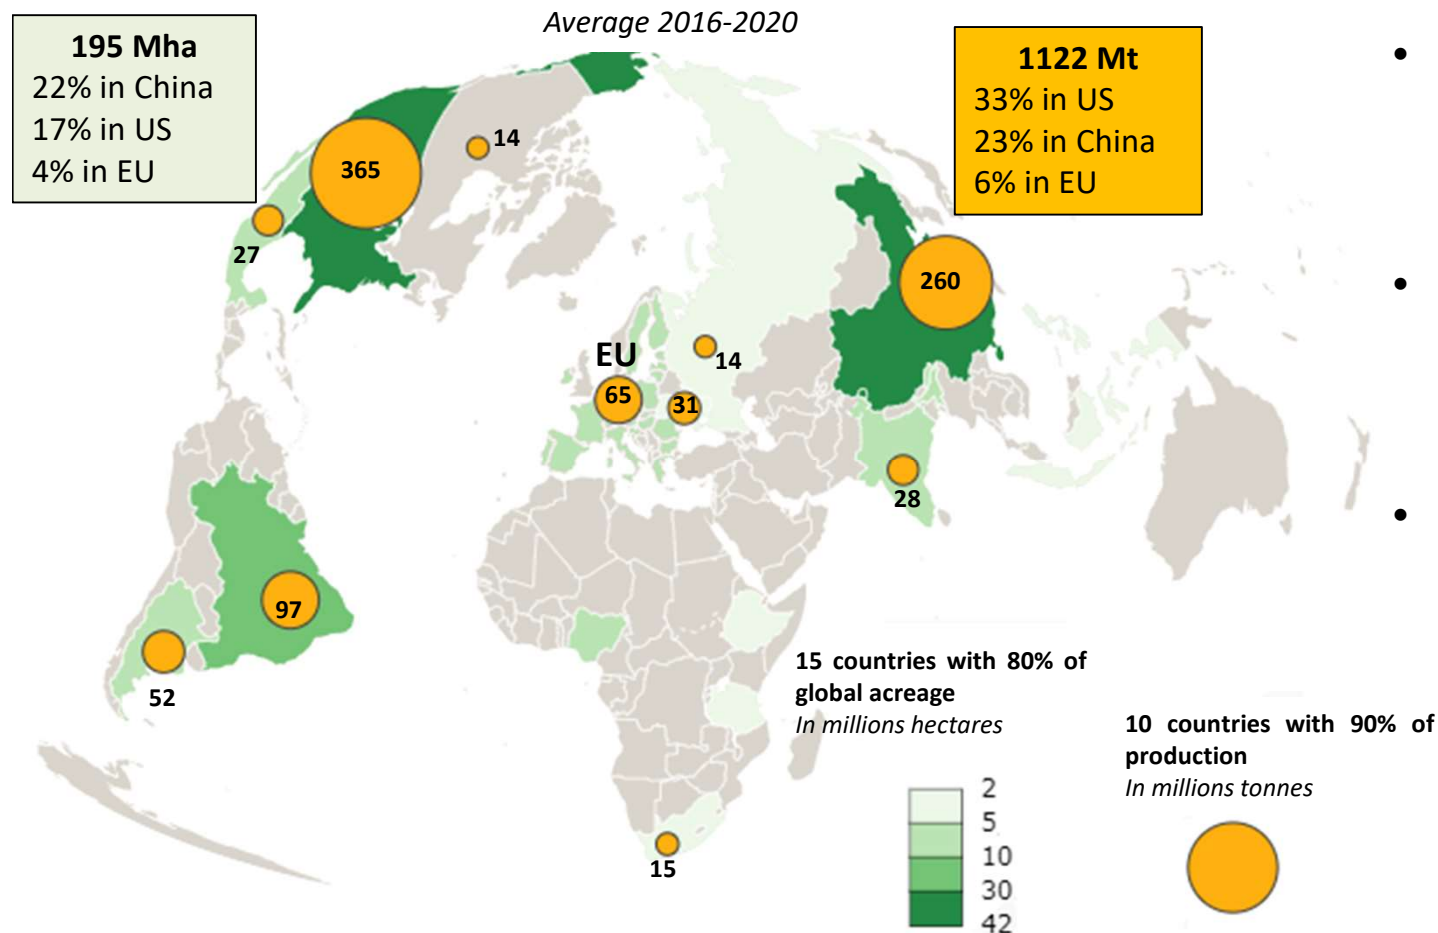 Average 2016-2020
195 Mha
22% in China
17% in US
4% in EU
1122 Mt
33% in US
23% in China
6% in EU
•
•
•
365
14
27
260
EU
65
31
14
28
97
52
15
15 countries with 80% of
global acreage
In millions hectares
2
5
10
30
42
10 countries with 90% of
production
In millions tonnes